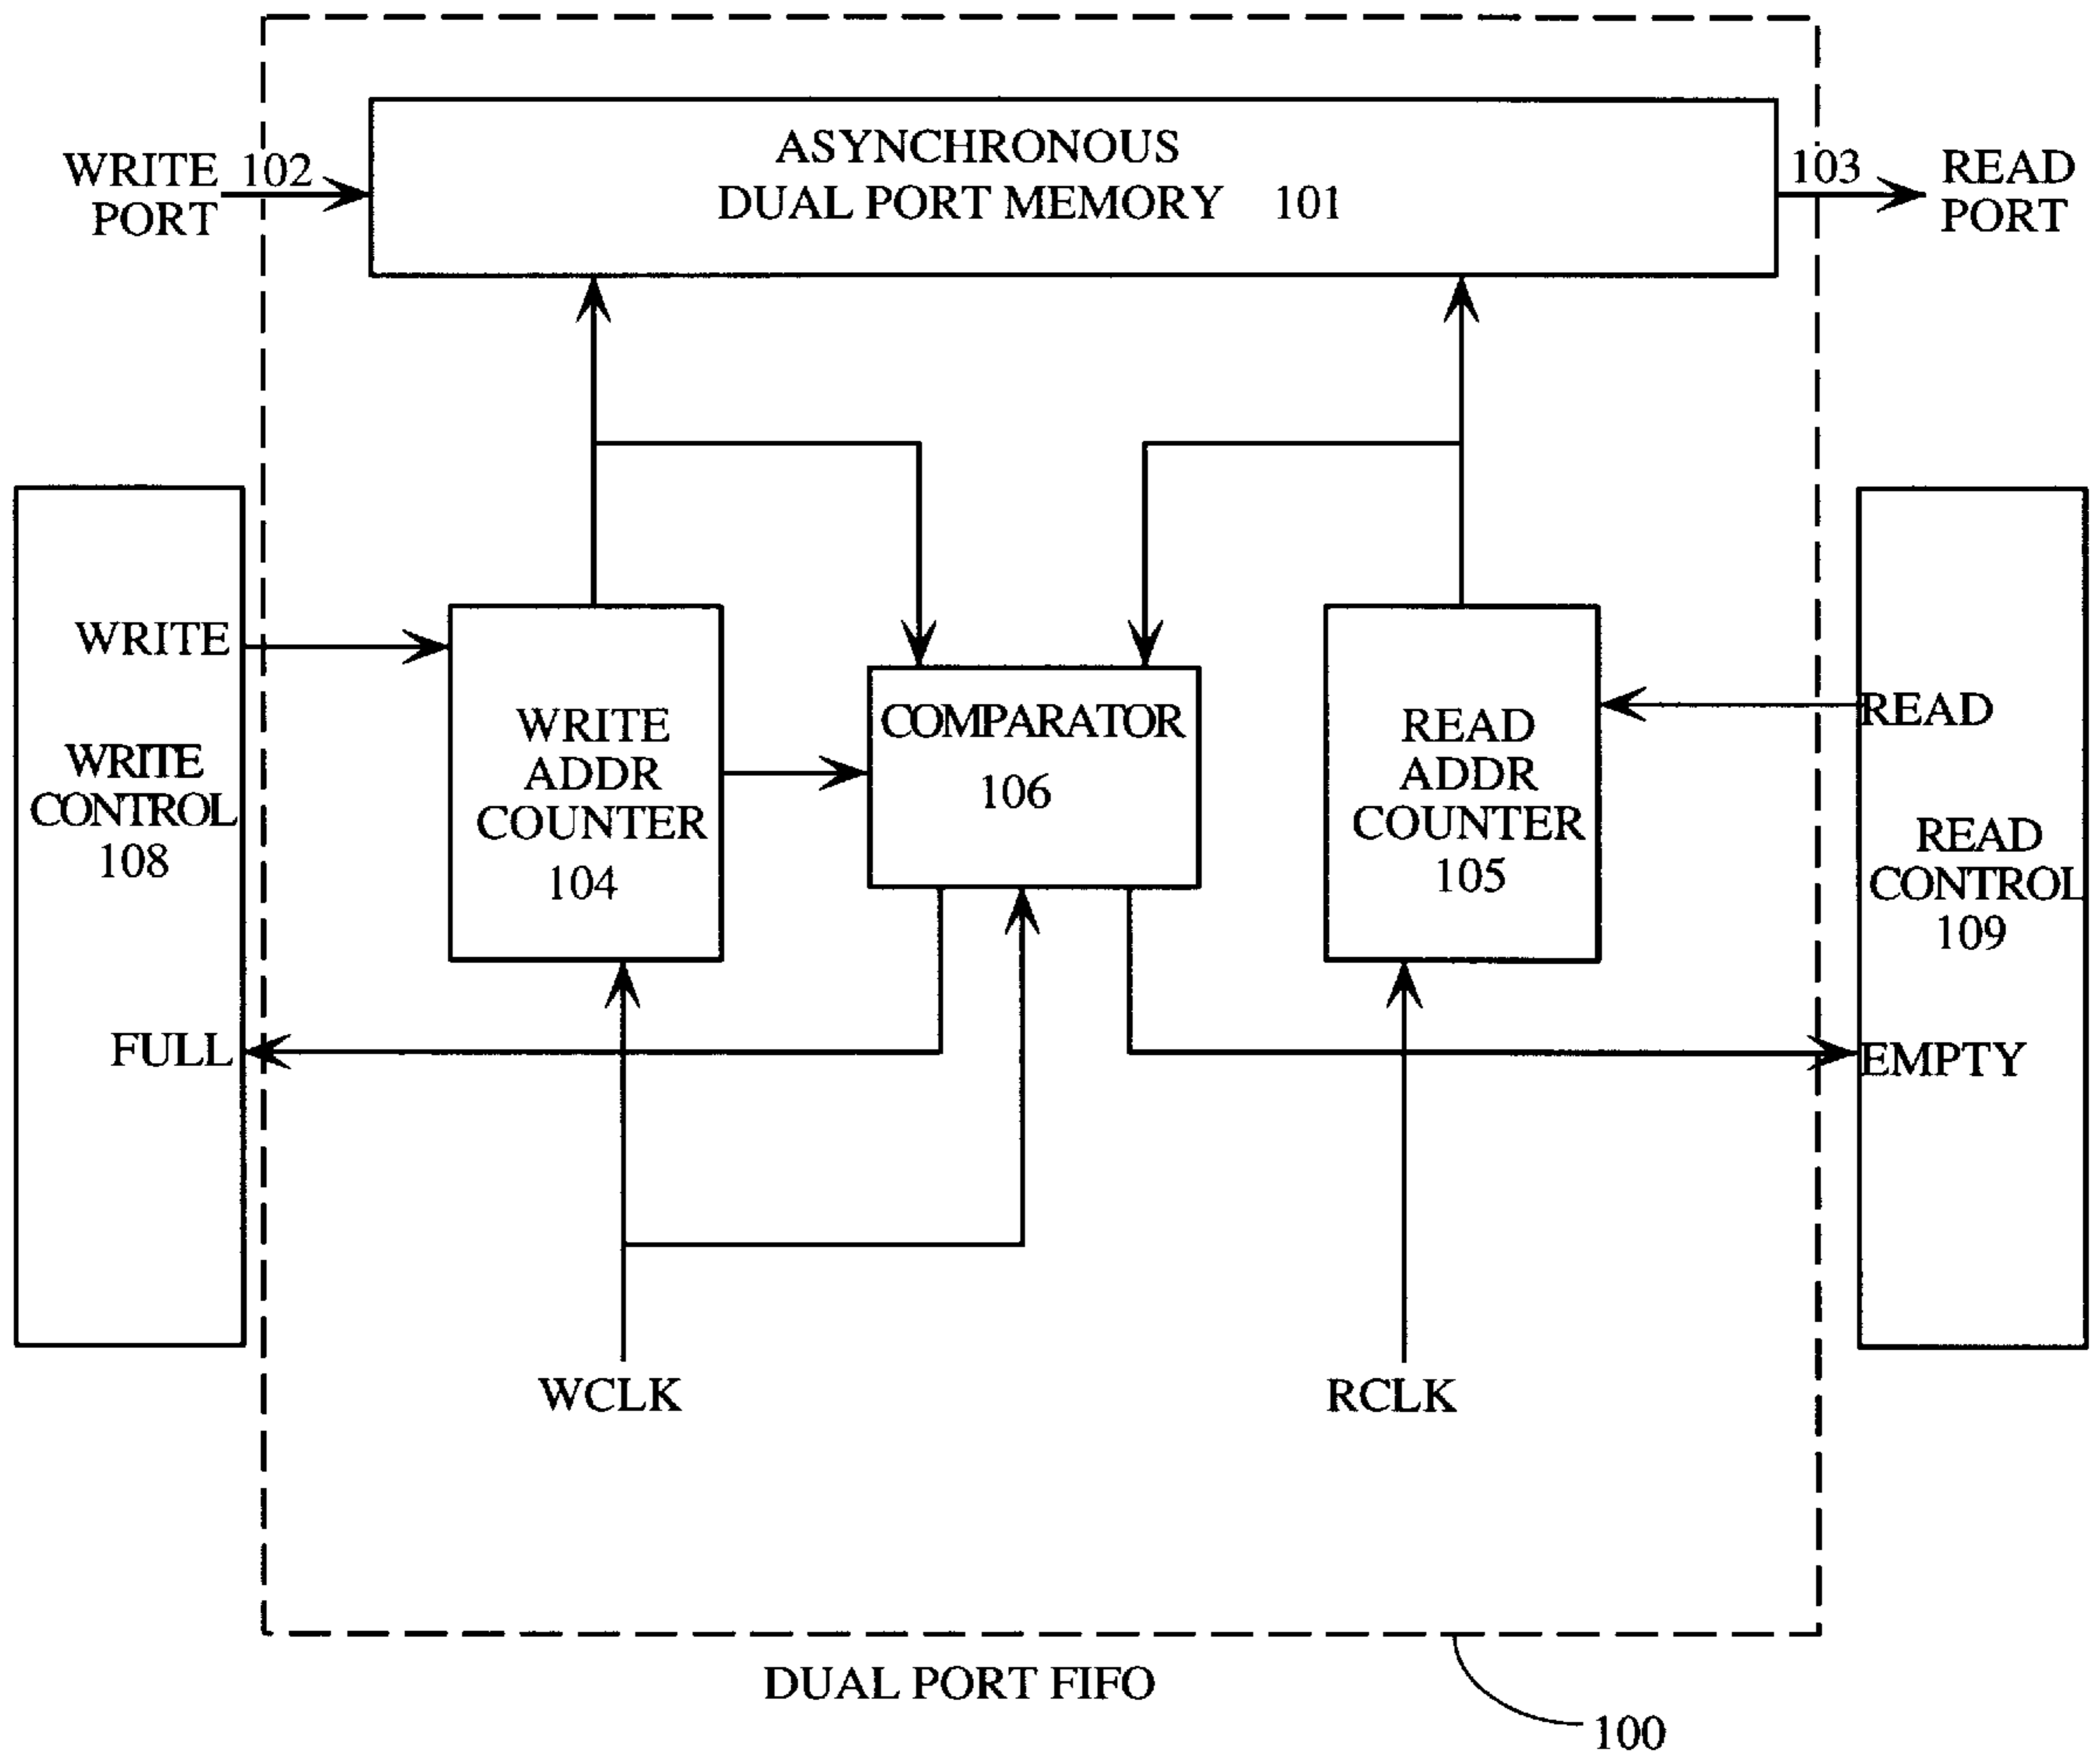 ASYNCHRONOUS
DUAL PORT MEMORY 101
WRITE 102
PORT
103 READ
PORT
WRITE
WRITE
CONTROL
108
FULL
WRITE
ADDR
COUNTER
104
COMPARATOR
106
READ
ADDR
COUNTER
105
READ
READ
CONTROL
109
EMPTY
WCLK
RCLK
DUAL PORT FIFO
100